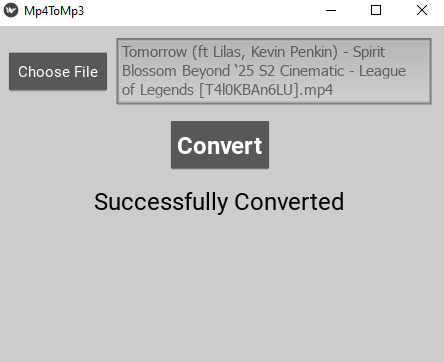 Mp4ToMp3
Choose File
Tomorrow (ft Lilas, Kevin Penkin) - Spirit
Blossom Beyond ‘25 S2 Cinematic - League
of Legends [T4l0KBAn6LU].mp4
Convert
Successfully Converted